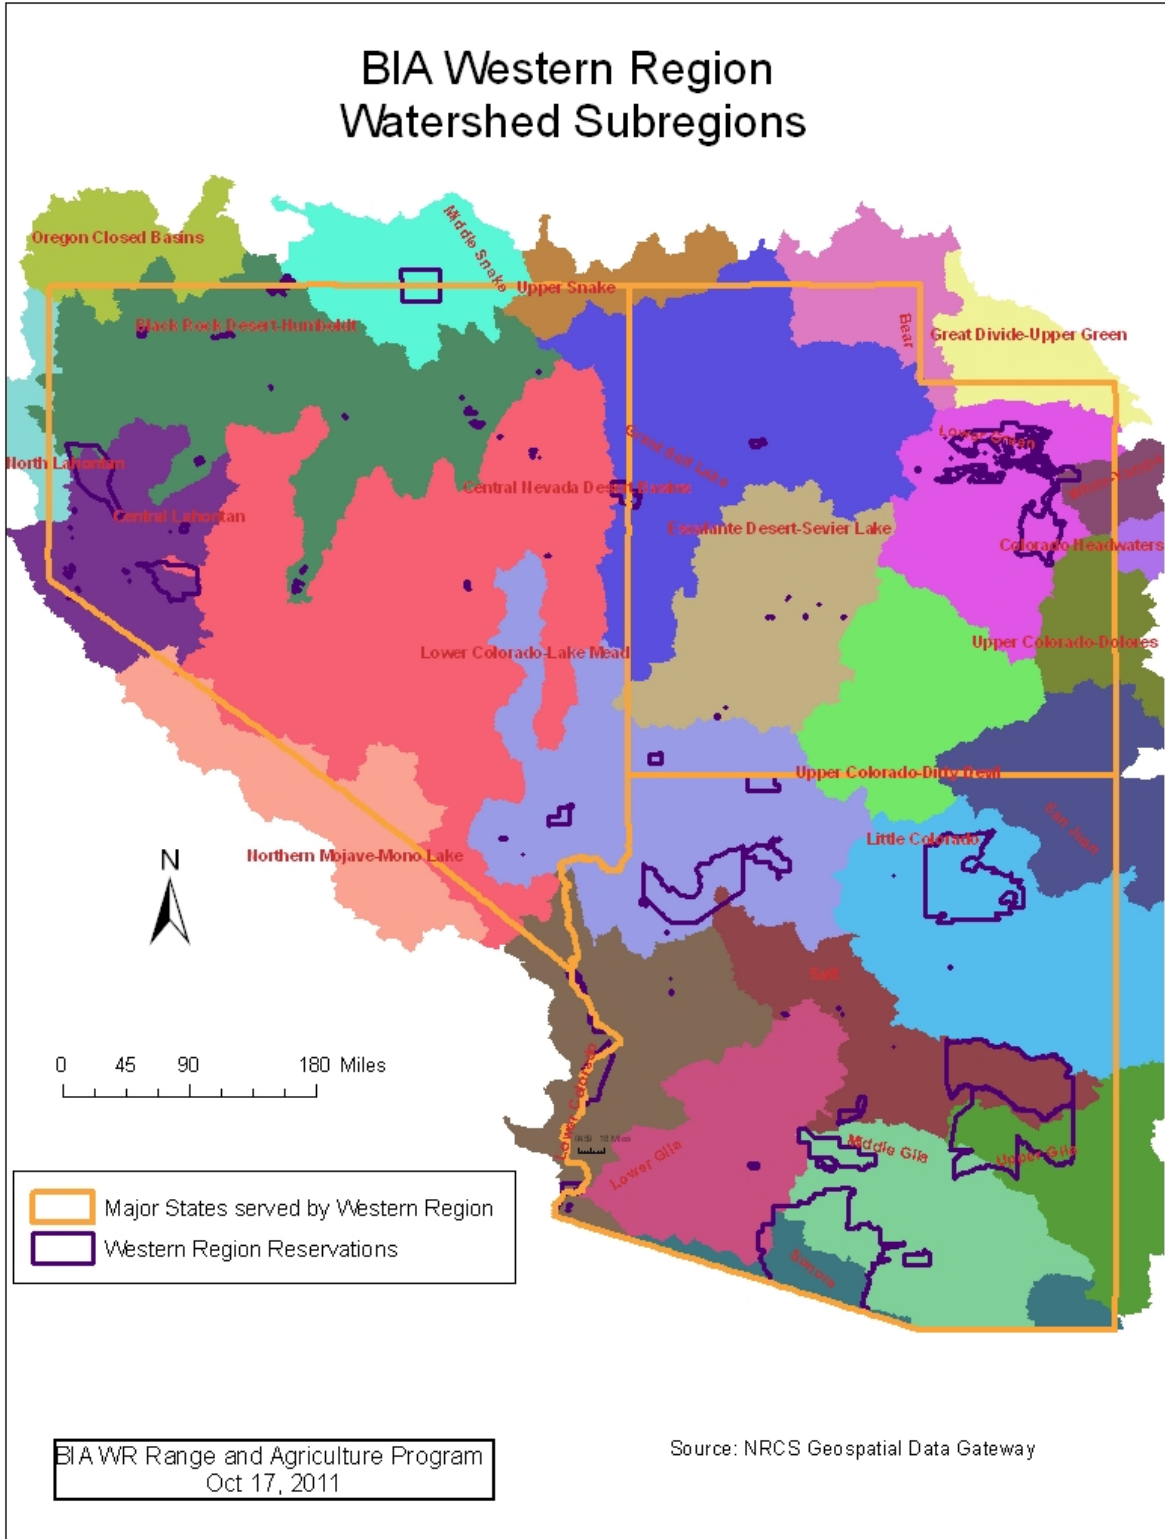 BIA Western Region
Watershed Subregions
Oregon Closed Basins
Middle Snake
Upper Snake
Black Rock Desert-Humboldt
Bear
Great Divide-Upper Green
Lower Green
North Lahontan
Great Salt Lake
Central Nevada Desert Basins
Central Lahontan
Escalante Desert-Sevier Lake
Colorado Headwaters
Lower Colorado-Lake Mead
Upper Colorado-Dolores
Upper Colorado-Dirty Devil
San Juan
Little Colorado
Northern Mojave-Mono Lake
N
Salt
0 45 90 180 Miles
Lower Colorado
Lower Gila
Middle Gila
Upper Gila
Sonora
Major States served by Western Region
Western Region Reservations
BIA WR Range and Agriculture Program
Oct 17, 2011
Source: NRCS Geospatial Data Gateway